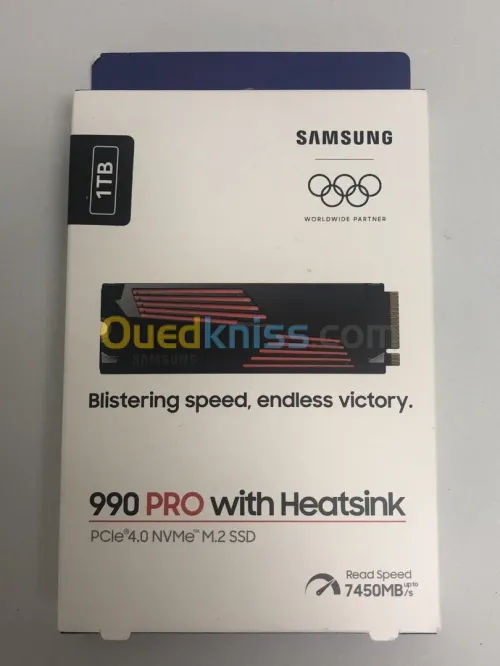 SAMSUNG
WORLDWIDE PARTNER
1TB
Ouedkniss.com
SAMSUNG
Blistering speed, endless victory.
990 PRO with Heatsink
PCIe®4.0 NVMe™ M.2 SSD
Read Speed
up to
7450MB/s